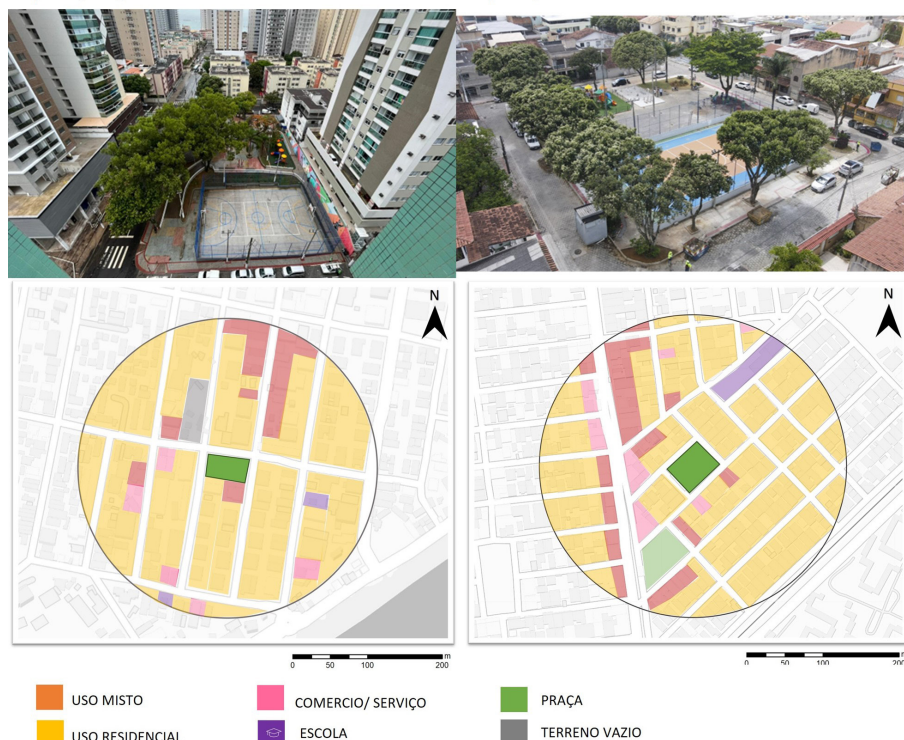 N
N
m
0 50 100 200
m
0 50 100 200
USO MISTO
COMERCIO/ SERVIÇO
PRAÇA
USO RESIDENCIAL
ESCOLA
TERRENO VAZIO